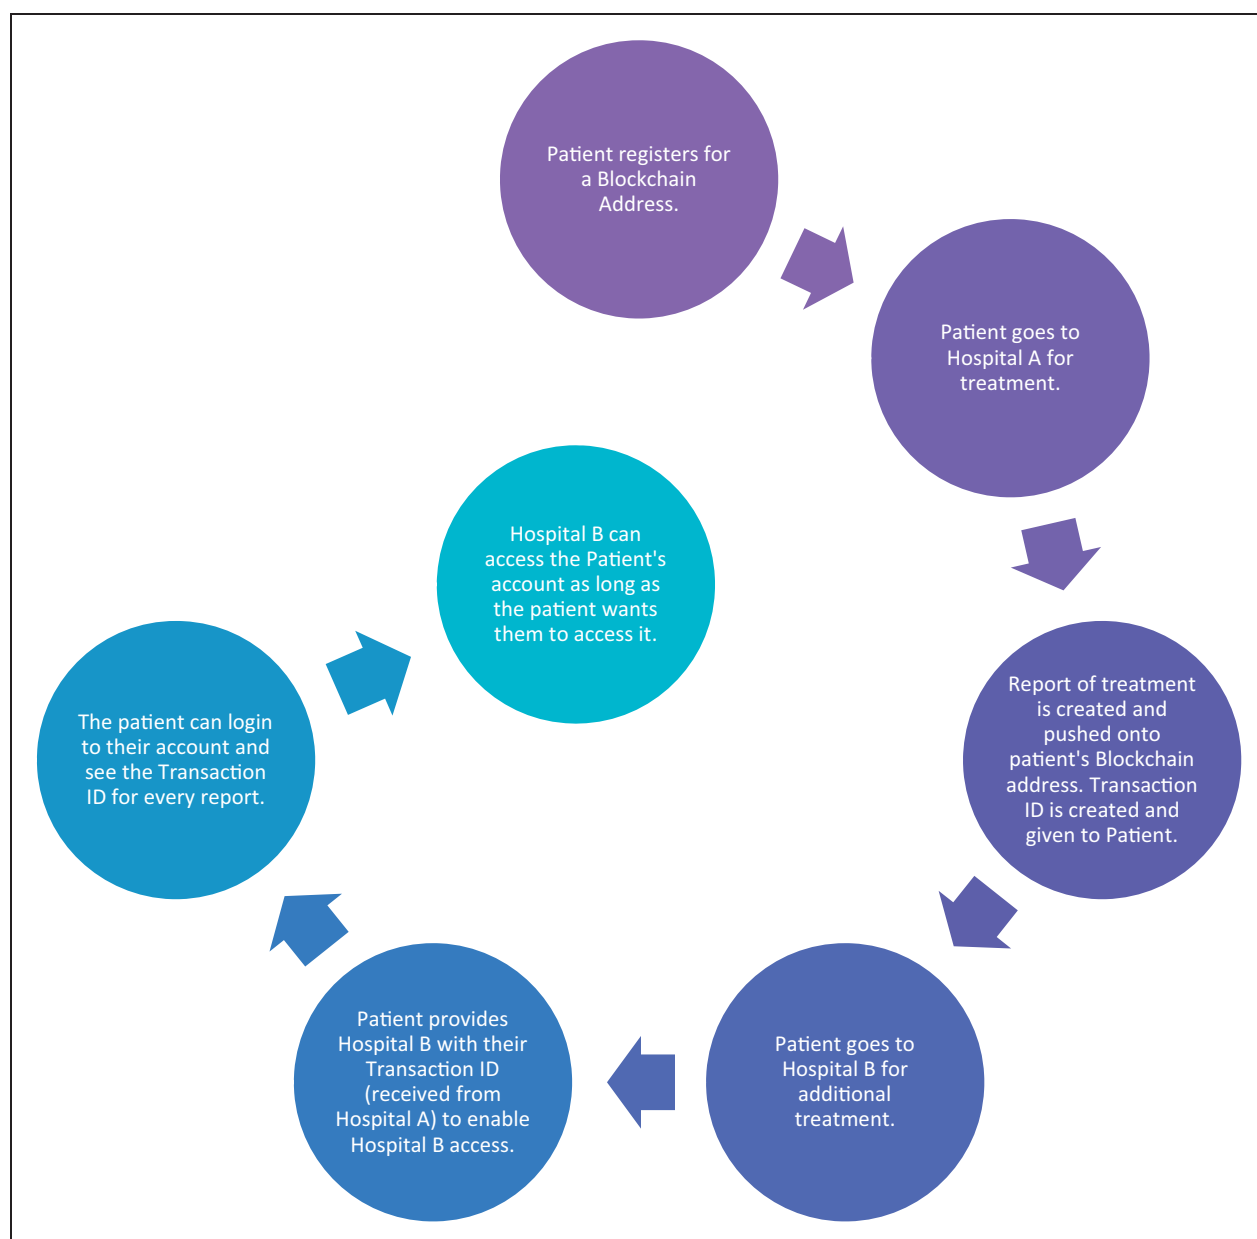 Patient registers for
a Blockchain
Address.
Patient goes to
Hospital A for
treatment.
Report of treatment
is created and
pushed onto
patient's Blockchain
address. Transaction
ID is created and
given to Patient.
Patient goes to
Hospital B for
additional
treatment.
Patient provides
Hospital B with their
Transaction ID
(received from
Hospital A) to enable
Hospital B access.
The patient can login
to their account and
see the Transaction
ID for every report.
Hospital B can
access the Patient's
account as long as
the patient wants
them to access it.